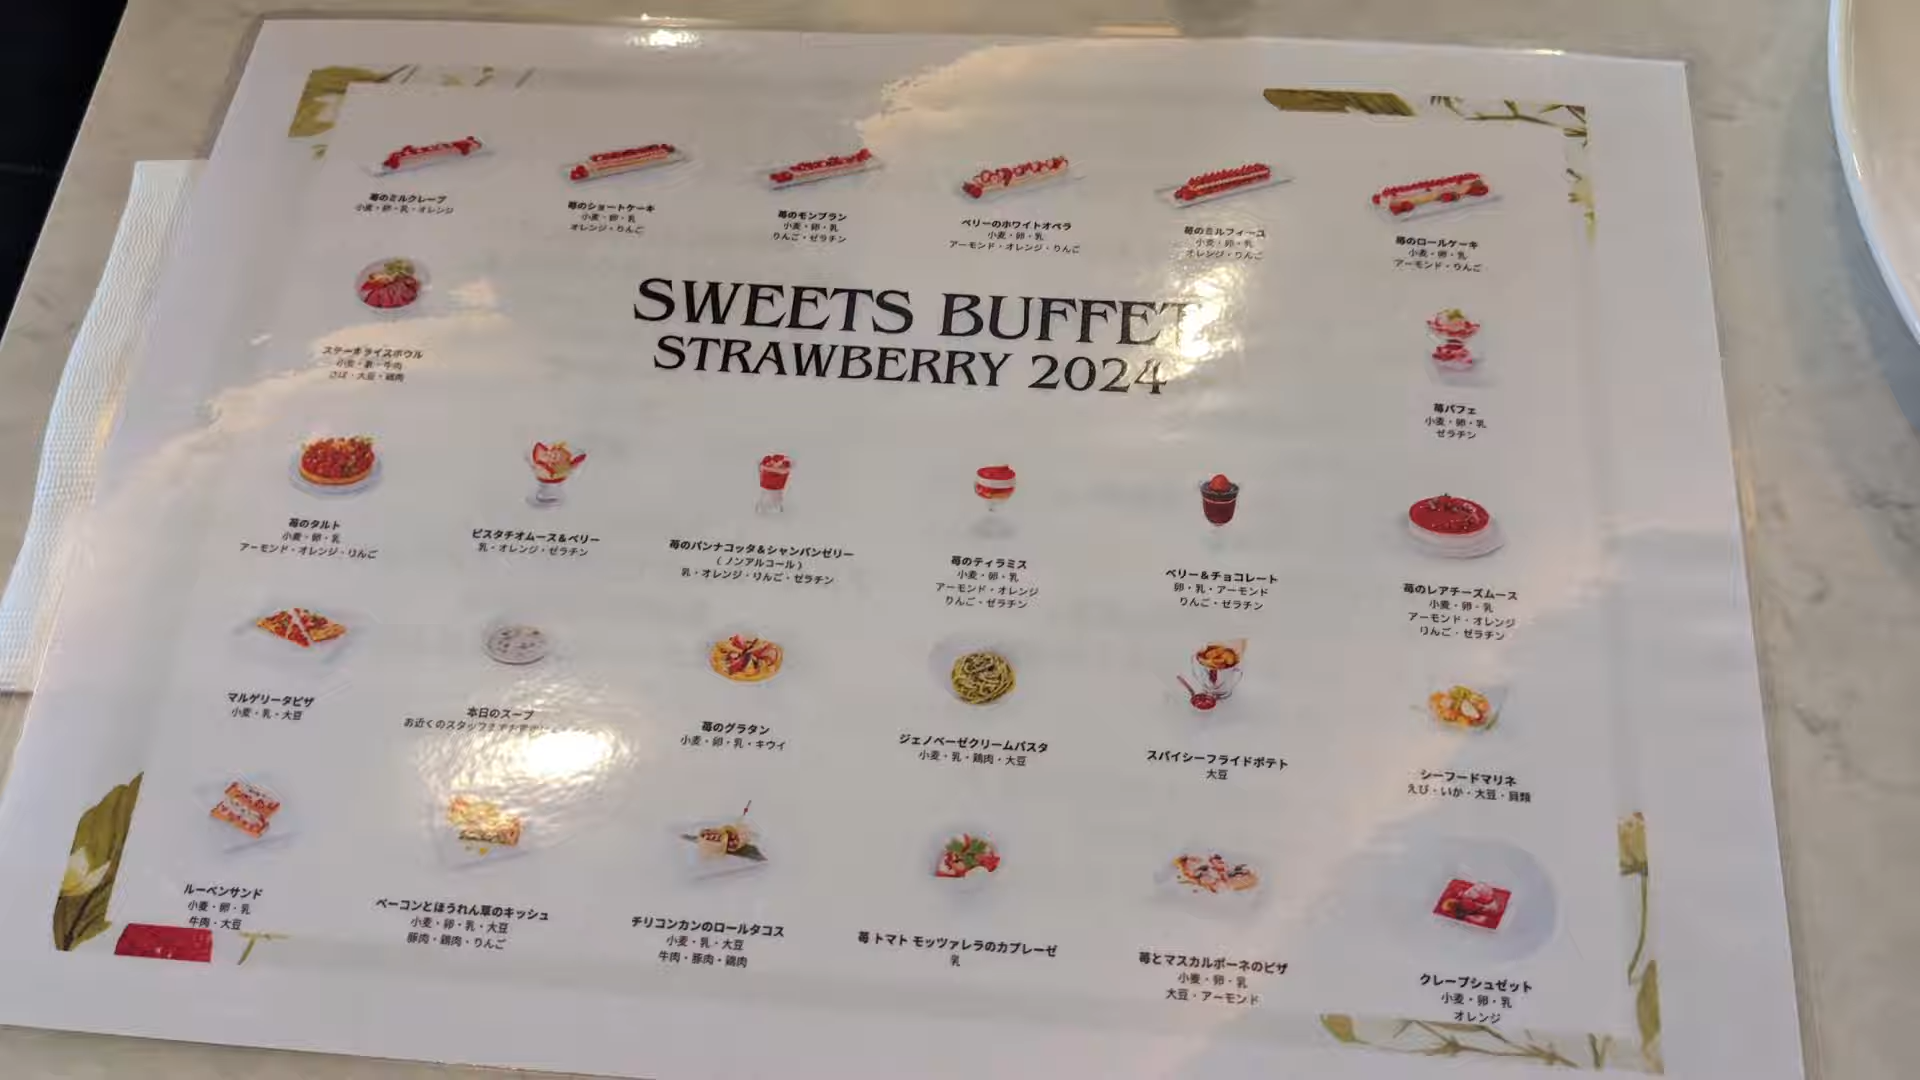 苺のミルクレープ
小麦・卵・乳・オレンジ
苺のショートケーキ
小麦・卵・乳
オレンジ・りんご
苺のモンブラン
小麦・卵・乳
りんご・ゼラチン
ベリーのホワイトオペラ
小麦・卵・乳
アーモンド・オレンジ・りんご
苺のミルフィーユ
小麦・卵・乳
オレンジ・りんご
苺のロールケーキ
小麦・卵・乳
アーモンド・りんご
SWEETS BUFFET
STRAWBERRY 2024
ステーキライスボウル
小麦・乳・牛肉
さば・大豆・鶏肉
苺パフェ
小麦・卵・乳
ゼラチン
苺のタルト
小麦・卵・乳
アーモンド・オレンジ・りんご
ピスタチオムース＆ベリー
乳・オレンジ・ゼラチン
苺のパンナコッタ＆シャンパンゼリー
（ノンアルコール）
乳・オレンジ・りんご・ゼラチン
苺のティラミス
小麦・卵・乳
アーモンド・オレンジ
りんご・ゼラチン
ベリー＆チョコレート
卵・乳・アーモンド
りんご・ゼラチン
苺のレアチーズムース
小麦・卵・乳
アーモンド・オレンジ
りんご・ゼラチン
マルゲリータピザ
小麦・乳・大豆
本日のスープ
お近くのスタッフまで
苺のグラタン
小麦・卵・乳・キウイ
ジェノベーゼクリームパスタ
小麦・乳・鶏肉・大豆
スパイシーフライドポテト
大豆
シーフードマリネ
えび・いか・大豆・貝類
ルーベンサンド
小麦・卵・乳
牛肉・大豆
ベーコンとほうれん草のキッシュ
小麦・卵・乳・大豆
豚肉・鶏肉・りんご
チリコンカンのロールタコス
小麦・乳・大豆
牛肉・豚肉・鶏肉
苺 トマト モッツァレラのカプレーゼ
乳
苺とマスカルポーネのピザ
小麦・卵・乳
大豆・アーモンド
クレープシュゼット
小麦・卵・乳
オレンジ